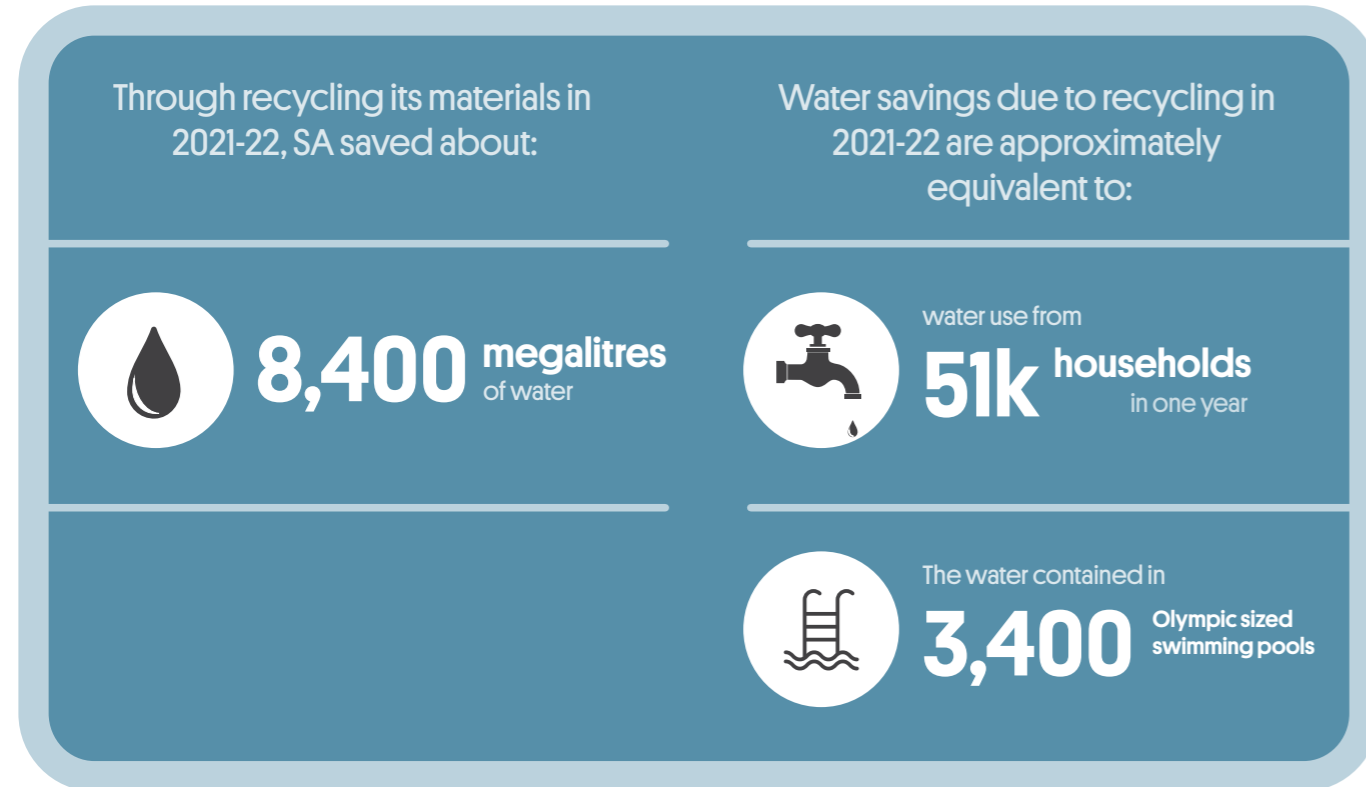 Through recycling its materials in
2021-22, SA saved about:
8,400 megalitres
of water
Water savings due to recycling in
2021-22 are approximately
equivalent to:
water use from
51k households
in one year
The water contained in
3,400 Olympic sized
swimming pools